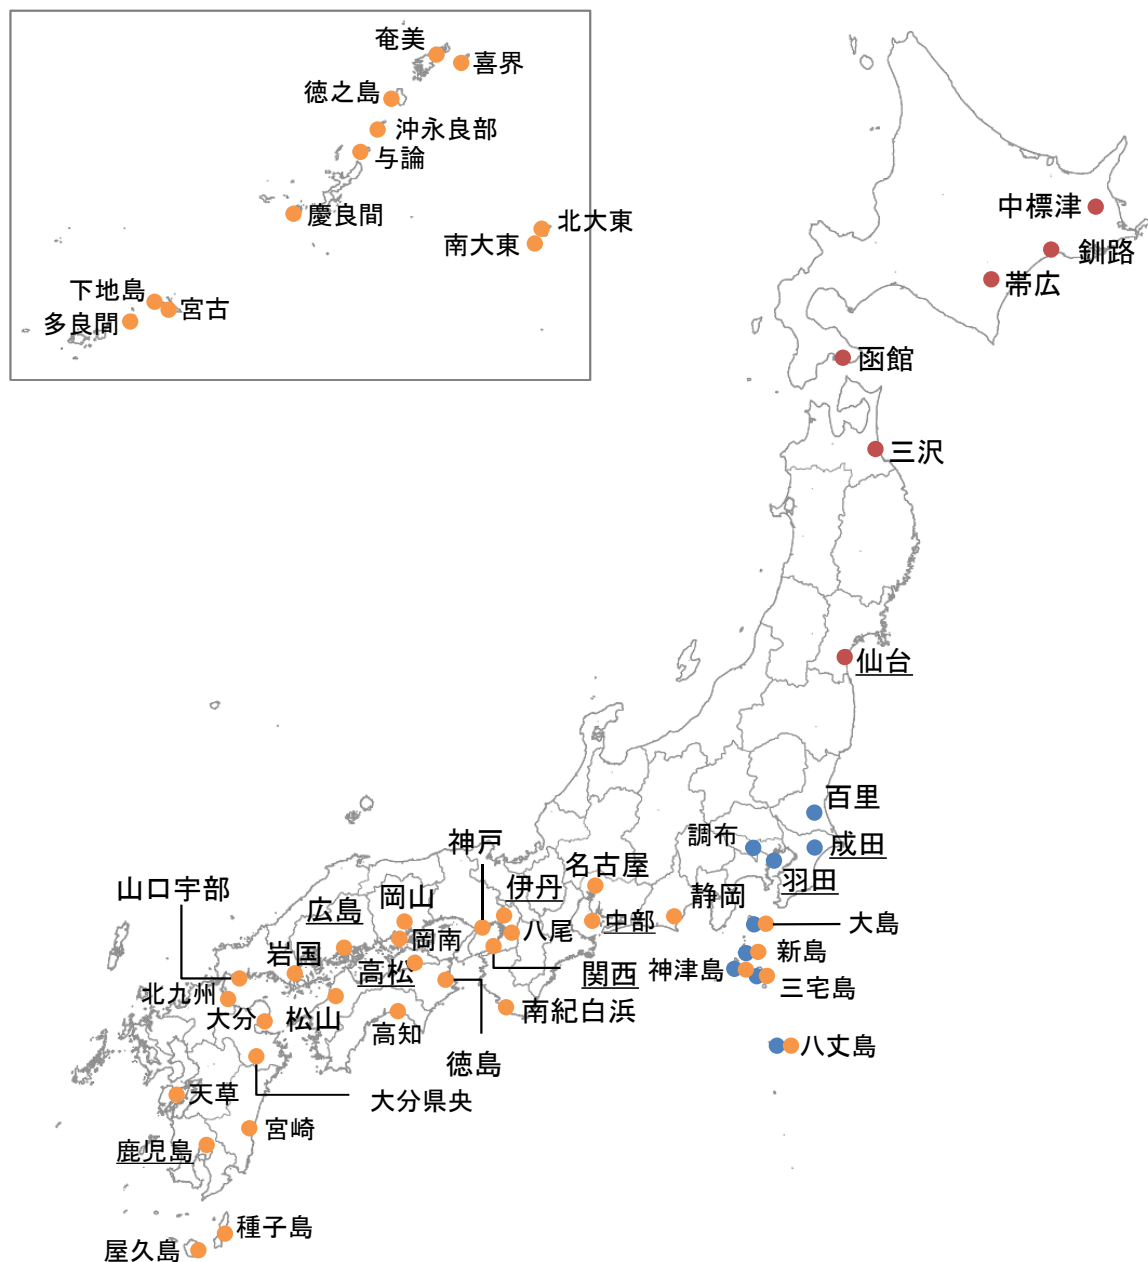 奄美
喜界
徳之島
沖永良部
与論
慶良間
北大東
南大東
下地島
宮古
多良間
中標津
釧路
帯広
函館
三沢
仙台
百里
調布
成田
羽田
神戸
名古屋
静岡
山口宇部
伊丹
岡山
広島
中部
大島
八尾
岡南
岩国
新島
高松
関西
神津島
三宅島
北九州
大分
松山
高知
南紀白浜
八丈島
徳島
天草
大分県央
宮崎
鹿児島
種子島
屋久島